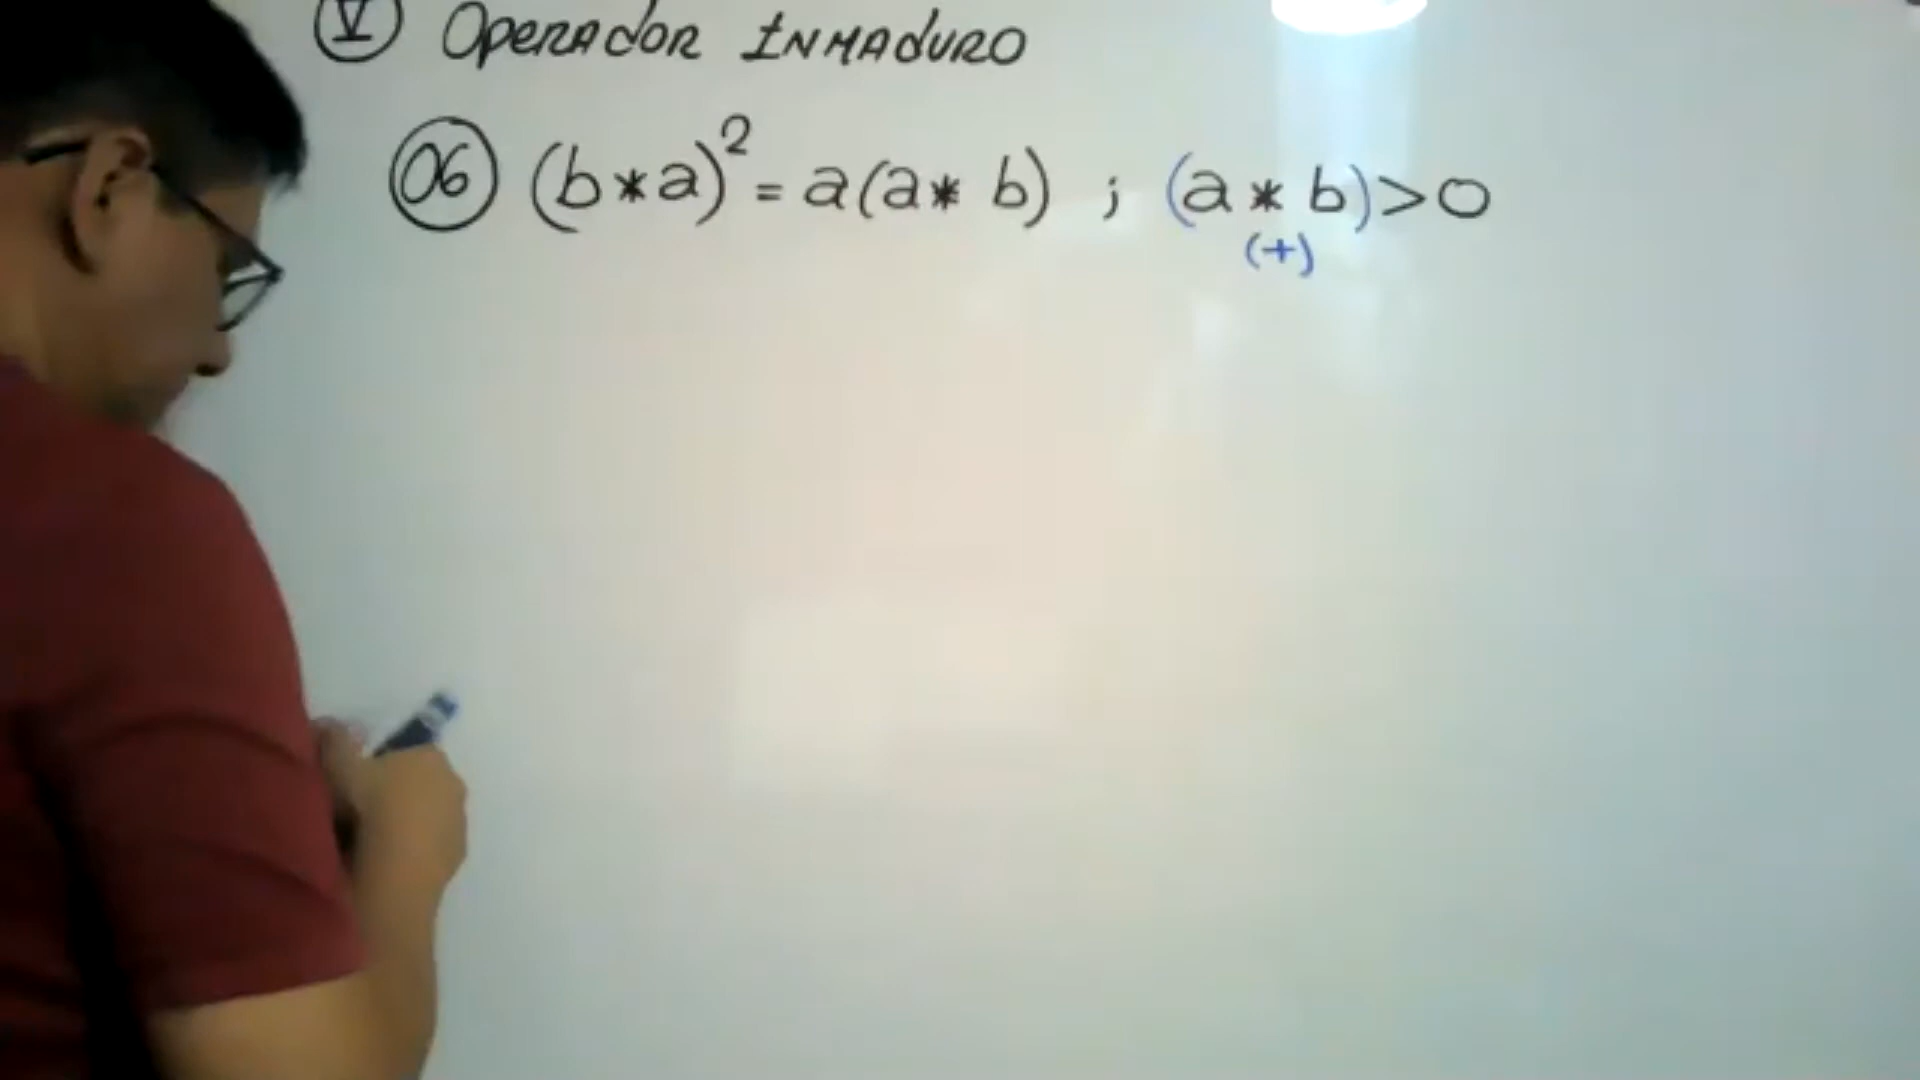 V Operador Inmaduro
06 (b*a)² = a(a* b) ; (a * b)>0
(+)